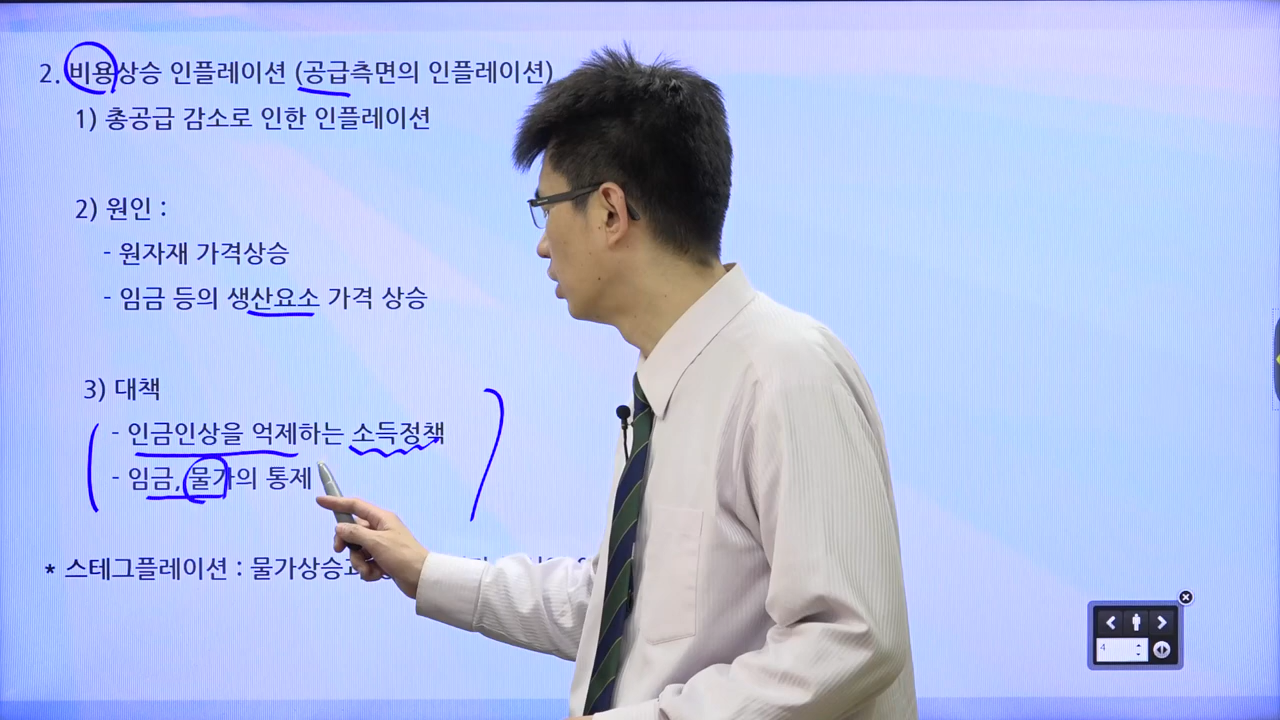 2. 비용상승 인플레이션 (공급측면의 인플레이션)
1) 총공급 감소로 인한 인플레이션
2) 원인 :
- 원자재 가격상승
- 임금 등의 생산요소 가격 상승
3) 대책
- 인금인상을 억제하는 소득정책
- 임금, 물가의 통제
* 스테그플레이션 : 물가상승과
4